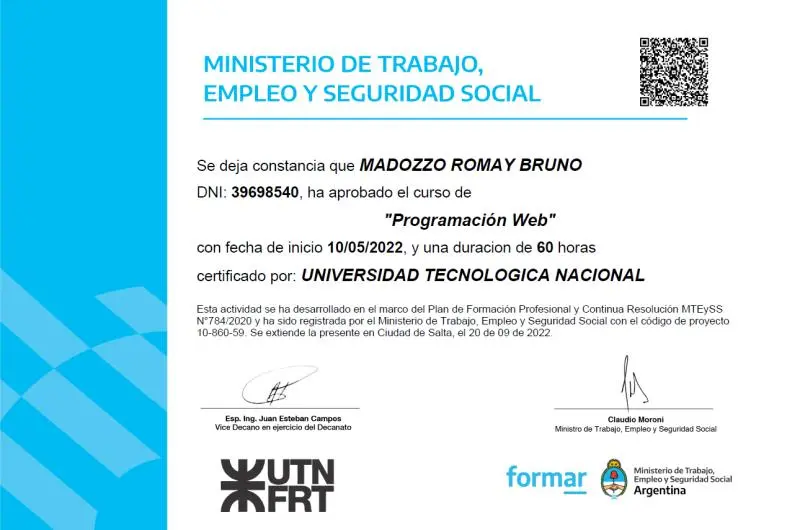 MINISTERIO DE TRABAJO,
EMPLEO Y SEGURIDAD SOCIAL
Se deja constancia que MADOZZO ROMAY BRUNO
DNI: 39698540, ha aprobado el curso de
"Programación Web"
con fecha de inicio 10/05/2022, y una duracion de 60 horas
certificado por: UNIVERSIDAD TECNOLOGICA NACIONAL
Esta actividad se ha desarrollado en el marco del Plan de Formación Profesional y Continua Resolución MTEySS
N°784/2020 y ha sido registrada por el Ministerio de Trabajo, Empleo y Seguridad Social con el código de proyecto
10-860-59. Se extiende la presente en Ciudad de Salta, el 20 de 09 de 2022.
Esp. Ing. Juan Esteban Campos
Vice Decano en ejercicio del Decanato
Claudio Moroni
Ministro de Trabajo, Empleo y Seguridad Social
UTN
FRT
formar
Ministerio de Trabajo,
Empleo y Seguridad Social
Argentina